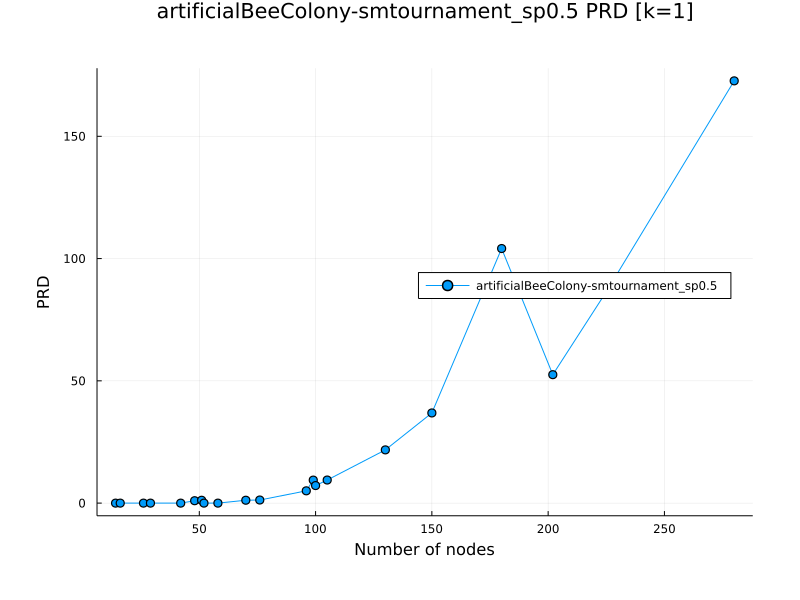 artificialBeeColony-smtournament_sp0.5 PRD [k=1]
150
100
50
0
PRD
artificialBeeColony-smtournament_sp0.5
50 100 150 200 250
Number of nodes